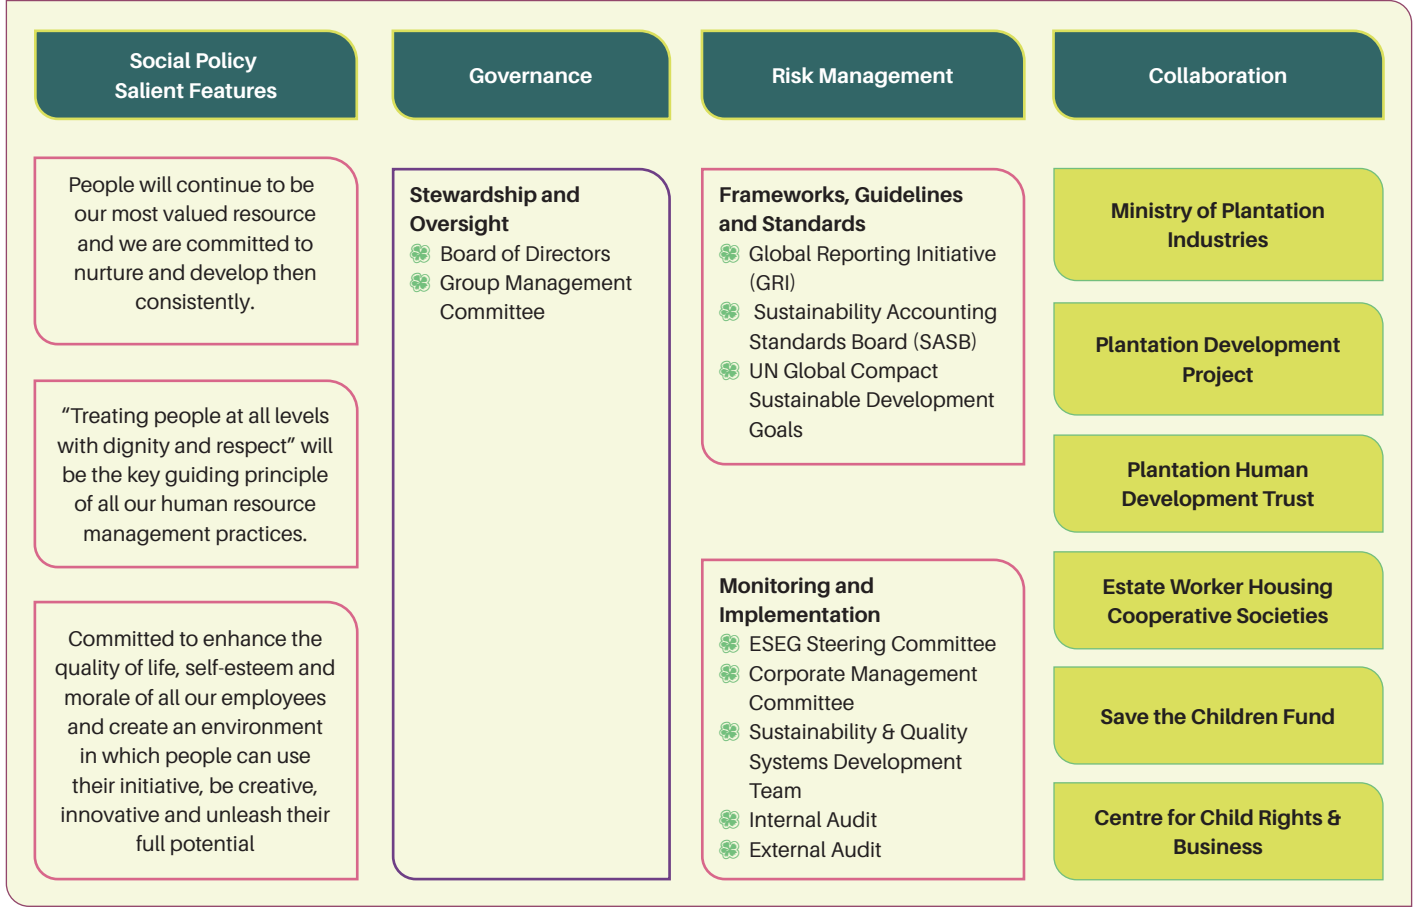 Social Policy
Salient Features
People will continue to be
our most valued resource
and we are committed to
nurture and develop then
consistently.
“Treating people at all levels
with dignity and respect” will
be the key guiding principle
of all our human resource
management practices.
Committed to enhance the
quality of life, self-esteem and
morale of all our employees
and create an environment
in which people can use
their initiative, be creative,
innovative and unleash their
full potential
Governance
Stewardship and
Oversight
Board of Directors
Group Management
Committee
Risk Management
Frameworks, Guidelines
and Standards
Global Reporting Initiative
(GRI)
Sustainability Accounting
Standards Board (SASB)
UN Global Compact
Sustainable Development
Goals
Monitoring and
Implementation
ESEG Steering Committee
Corporate Management
Committee
Sustainability & Quality
Systems Development
Team
Internal Audit
External Audit
Collaboration
Ministry of Plantation
Industries
Plantation Development
Project
Plantation Human
Development Trust
Estate Worker Housing
Cooperative Societies
Save the Children Fund
Centre for Child Rights &
Business